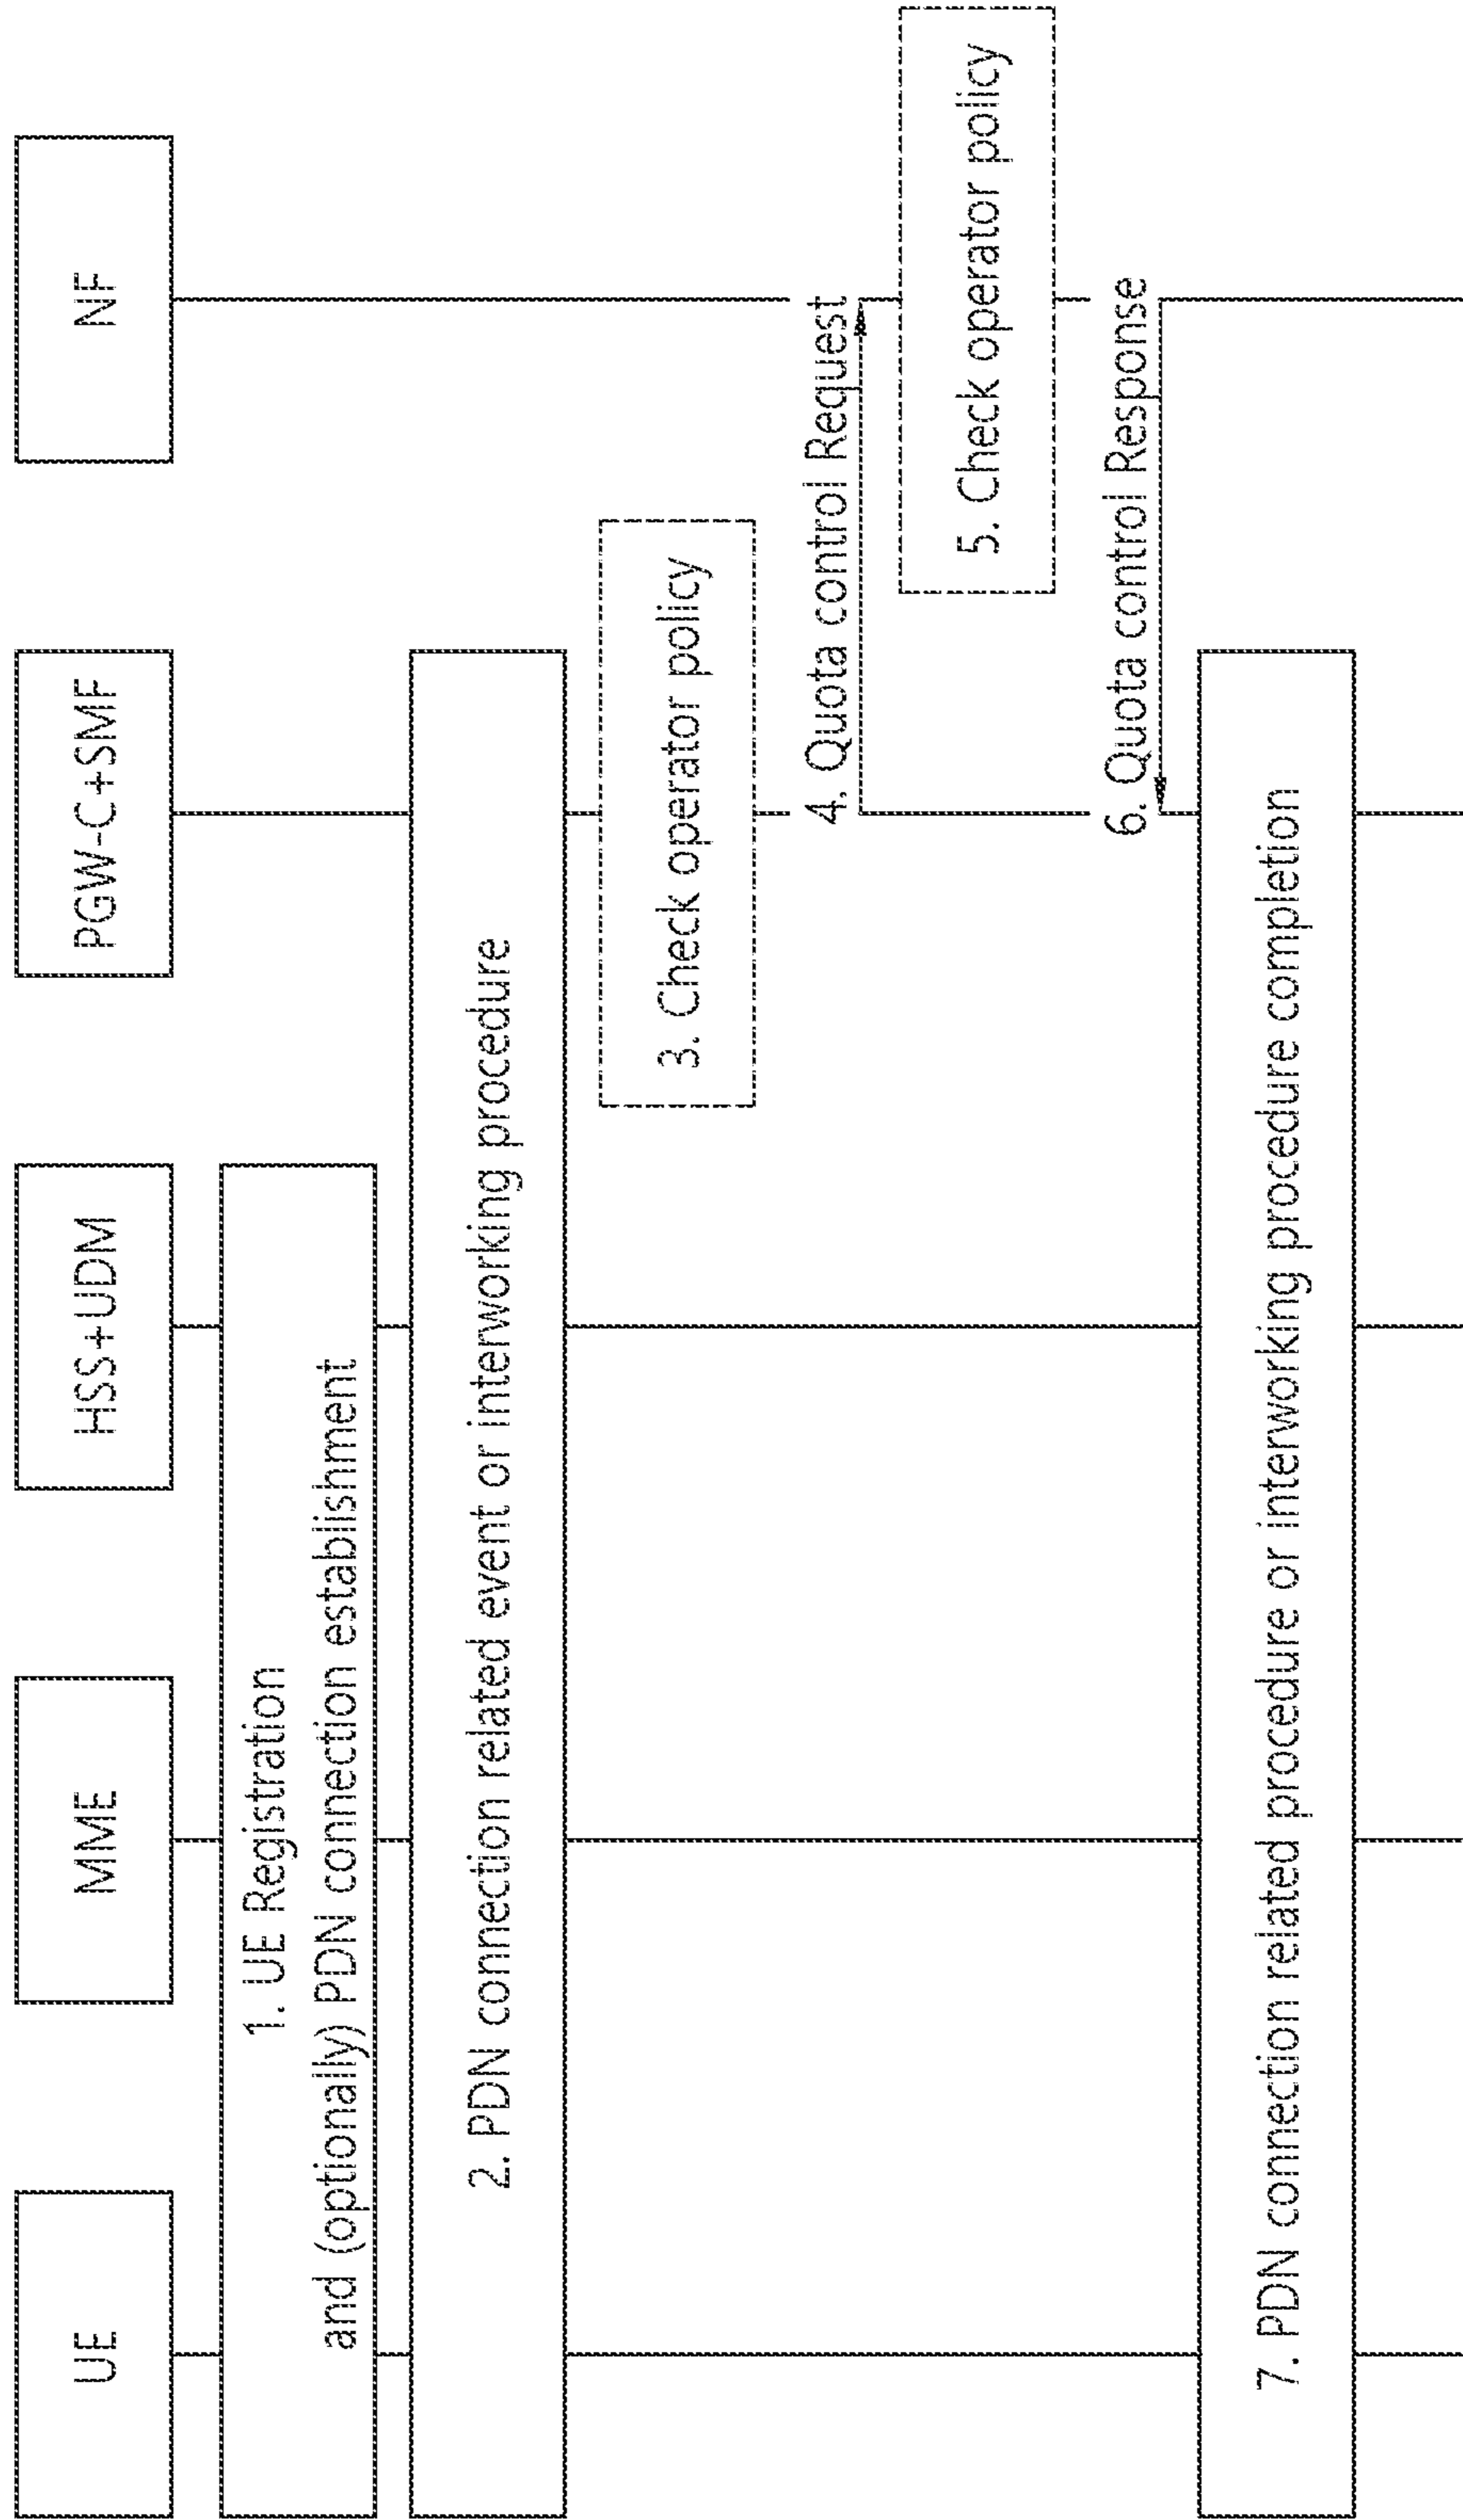 UE
MME
HSS+UDM
PGW-C+SMF
NF
1. UE Registration
and (optionally) PDN connection establishment
2. PDN connection related event or interworking procedure
3. Check operator policy
4. Quota control Request
5. Check operator policy
6. Quota control Response
7. PDN connection related procedure or interworking procedure completion